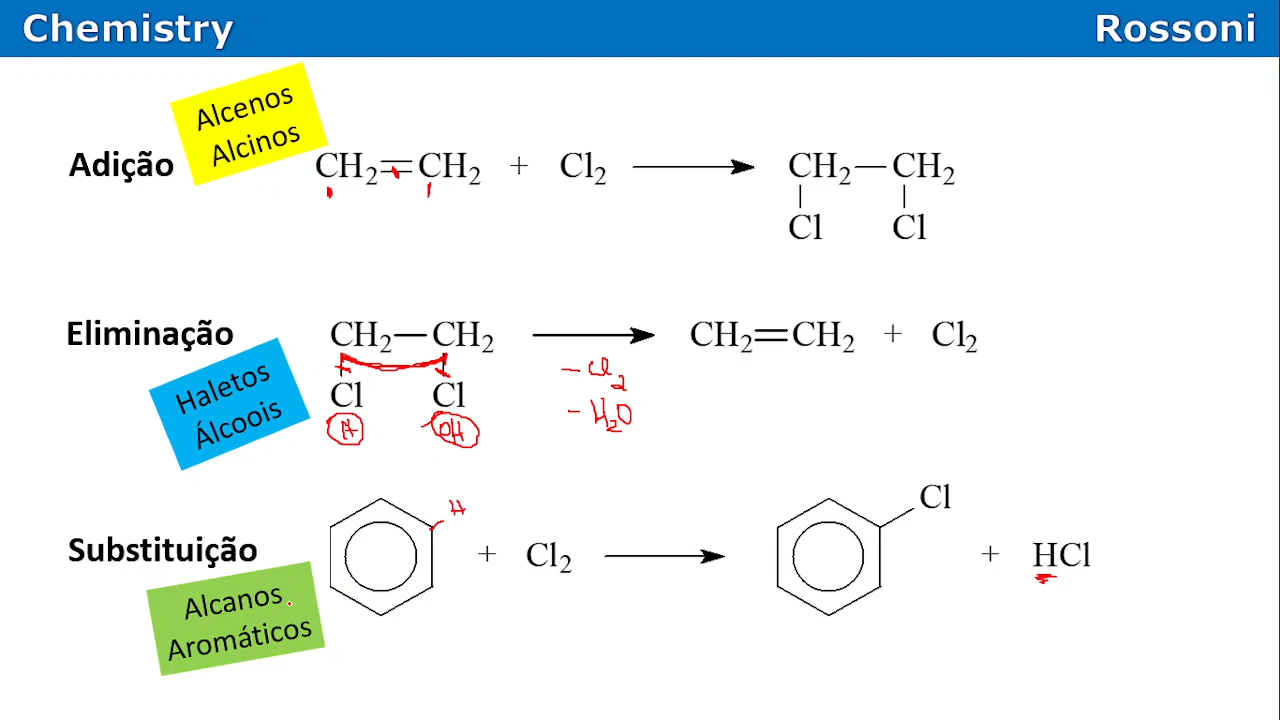 Chemistry Rossoni
Alcenos
Alcinos
Adição CH₂=CH₂ + Cl₂ ⟶ CH₂—CH₂
Cl Cl
Eliminação CH₂—CH₂ ⟶ CH₂=CH₂ + Cl₂
Haletos
Álcoois
Cl Cl
H OH
– Cl₂
– H₂O
H
Cl
Substituição + Cl₂ ⟶ + HCl
Alcanos
Aromáticos